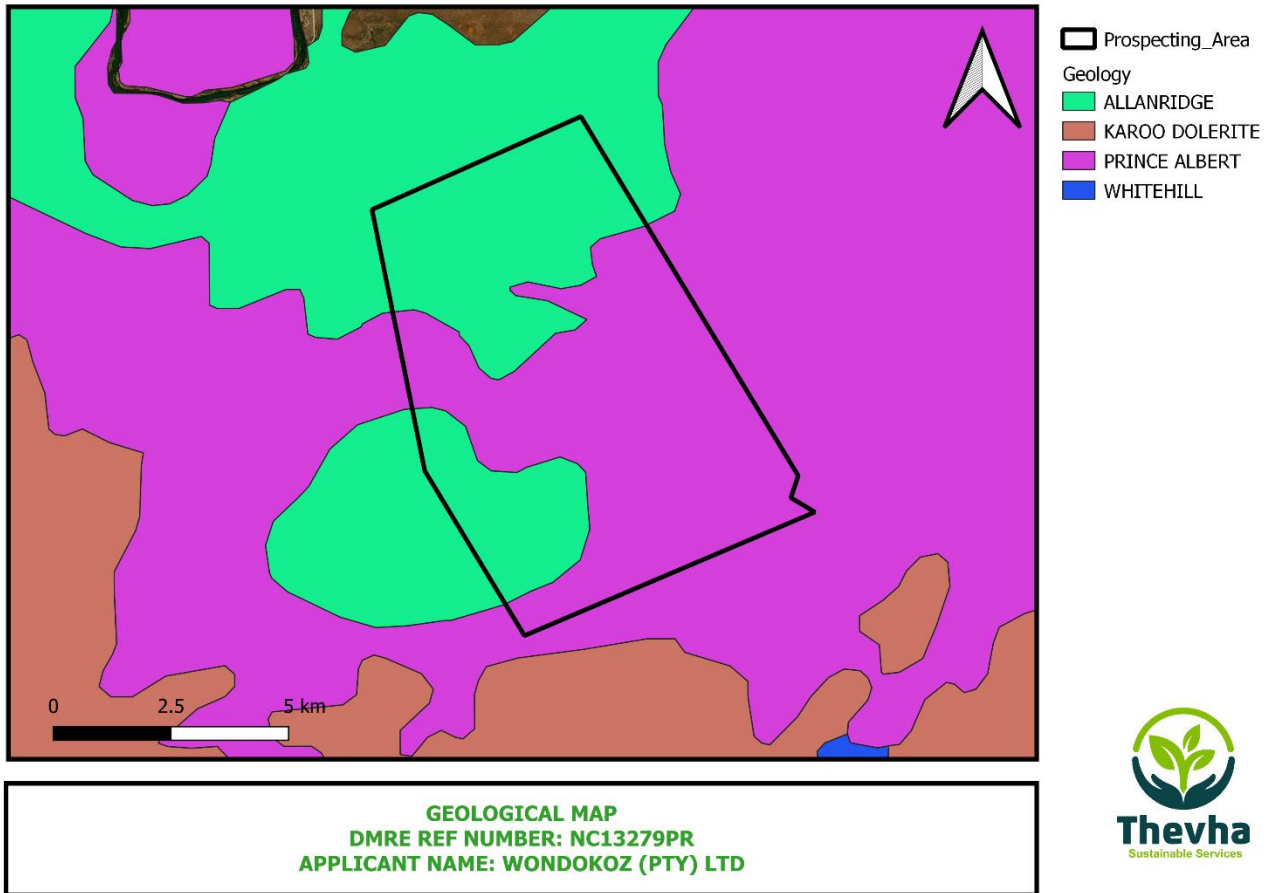 Prospecting_Area
Geology
ALLANRIDGE
KAROO DOLERITE
PRINCE ALBERT
WHITEHILL
0 2.5 5 km
GEOLOGICAL MAP
DMRE REF NUMBER: NC13279PR
APPLICANT NAME: WONDOKOZ (PTY) LTD
Thevha
Sustainable Services